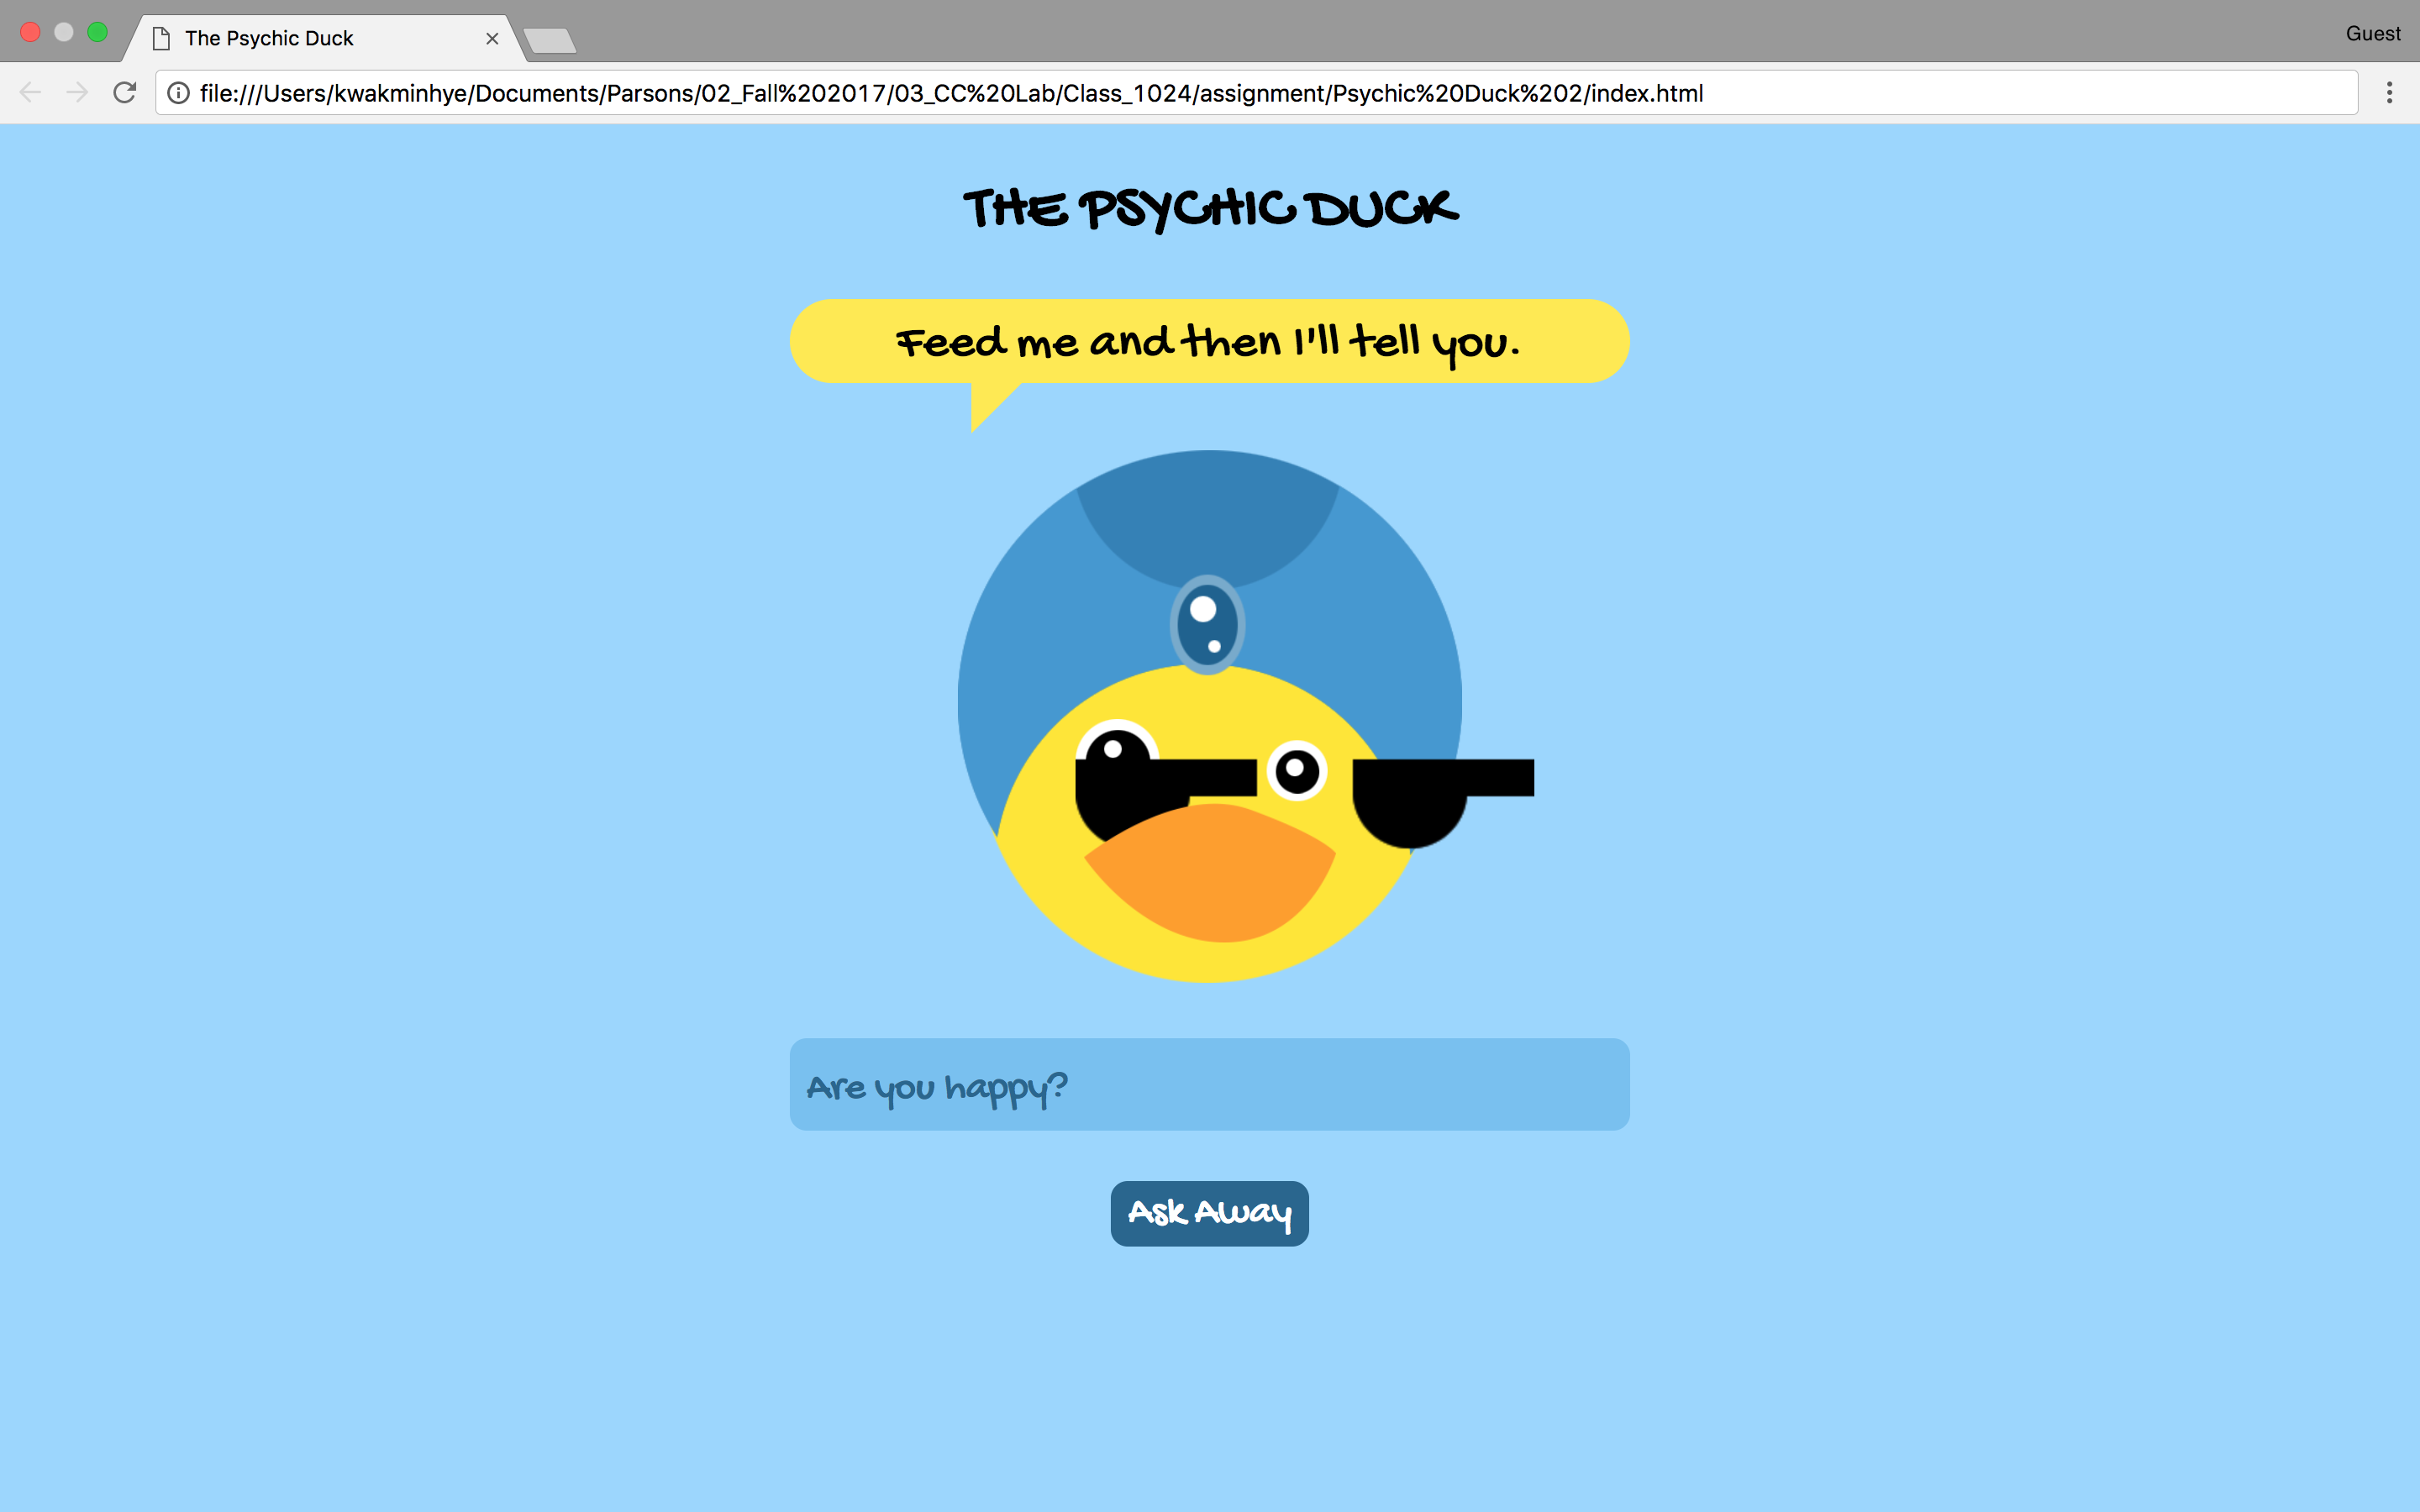 The Psychic Duck
Guest
file:///Users/kwakminhye/Documents/Parsons/02_Fall%202017/03_CC%20Lab/Class_1024/assignment/Psychic%20Duck%202/index.html
THE PSYCHIC DUCK
Feed me and then I'll tell you.
Are you happy?
Ask Away